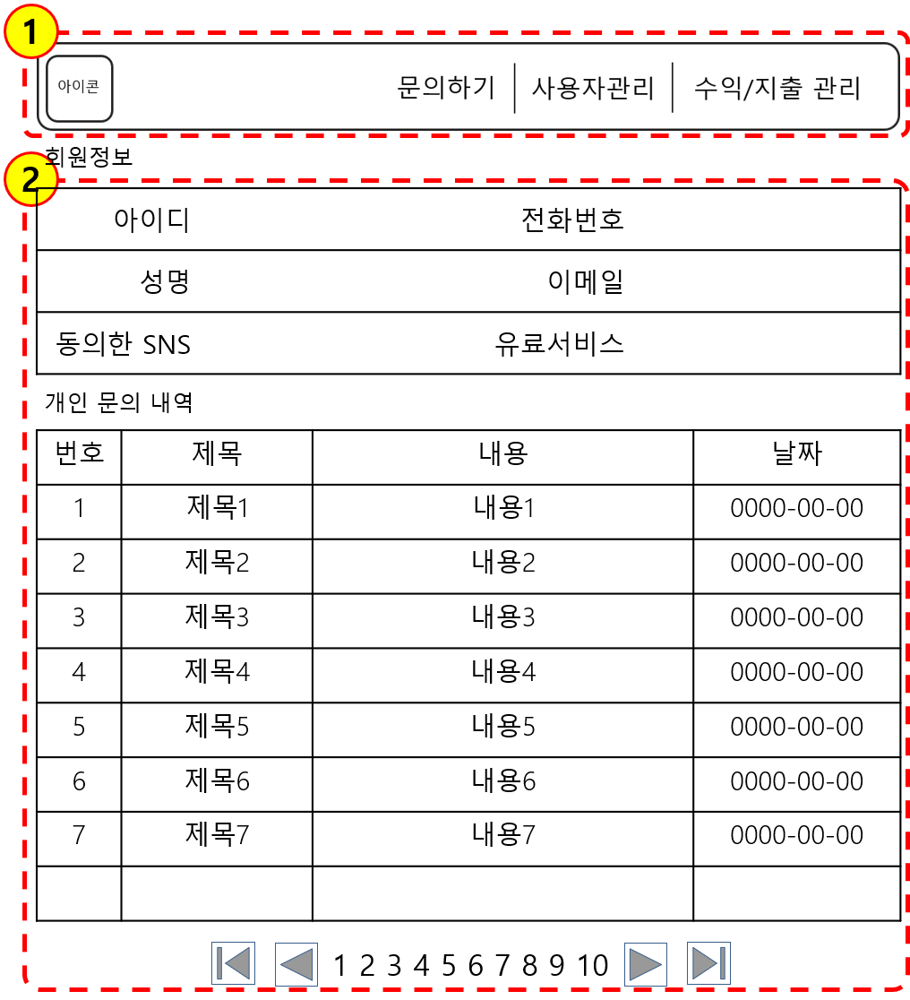 1
아이콘 문의하기 사용자관리 수익/지출 관리
회원정보
2
아이디 전화번호
성명 이메일
동의한 SNS 유료서비스
개인 문의 내역
번호 제목 내용 날짜
1 제목1 내용1 0000-00-00
2 제목2 내용2 0000-00-00
3 제목3 내용3 0000-00-00
4 제목4 내용4 0000-00-00
5 제목5 내용5 0000-00-00
6 제목6 내용6 0000-00-00
7 제목7 내용7 0000-00-00
1 2 3 4 5 6 7 8 9 10